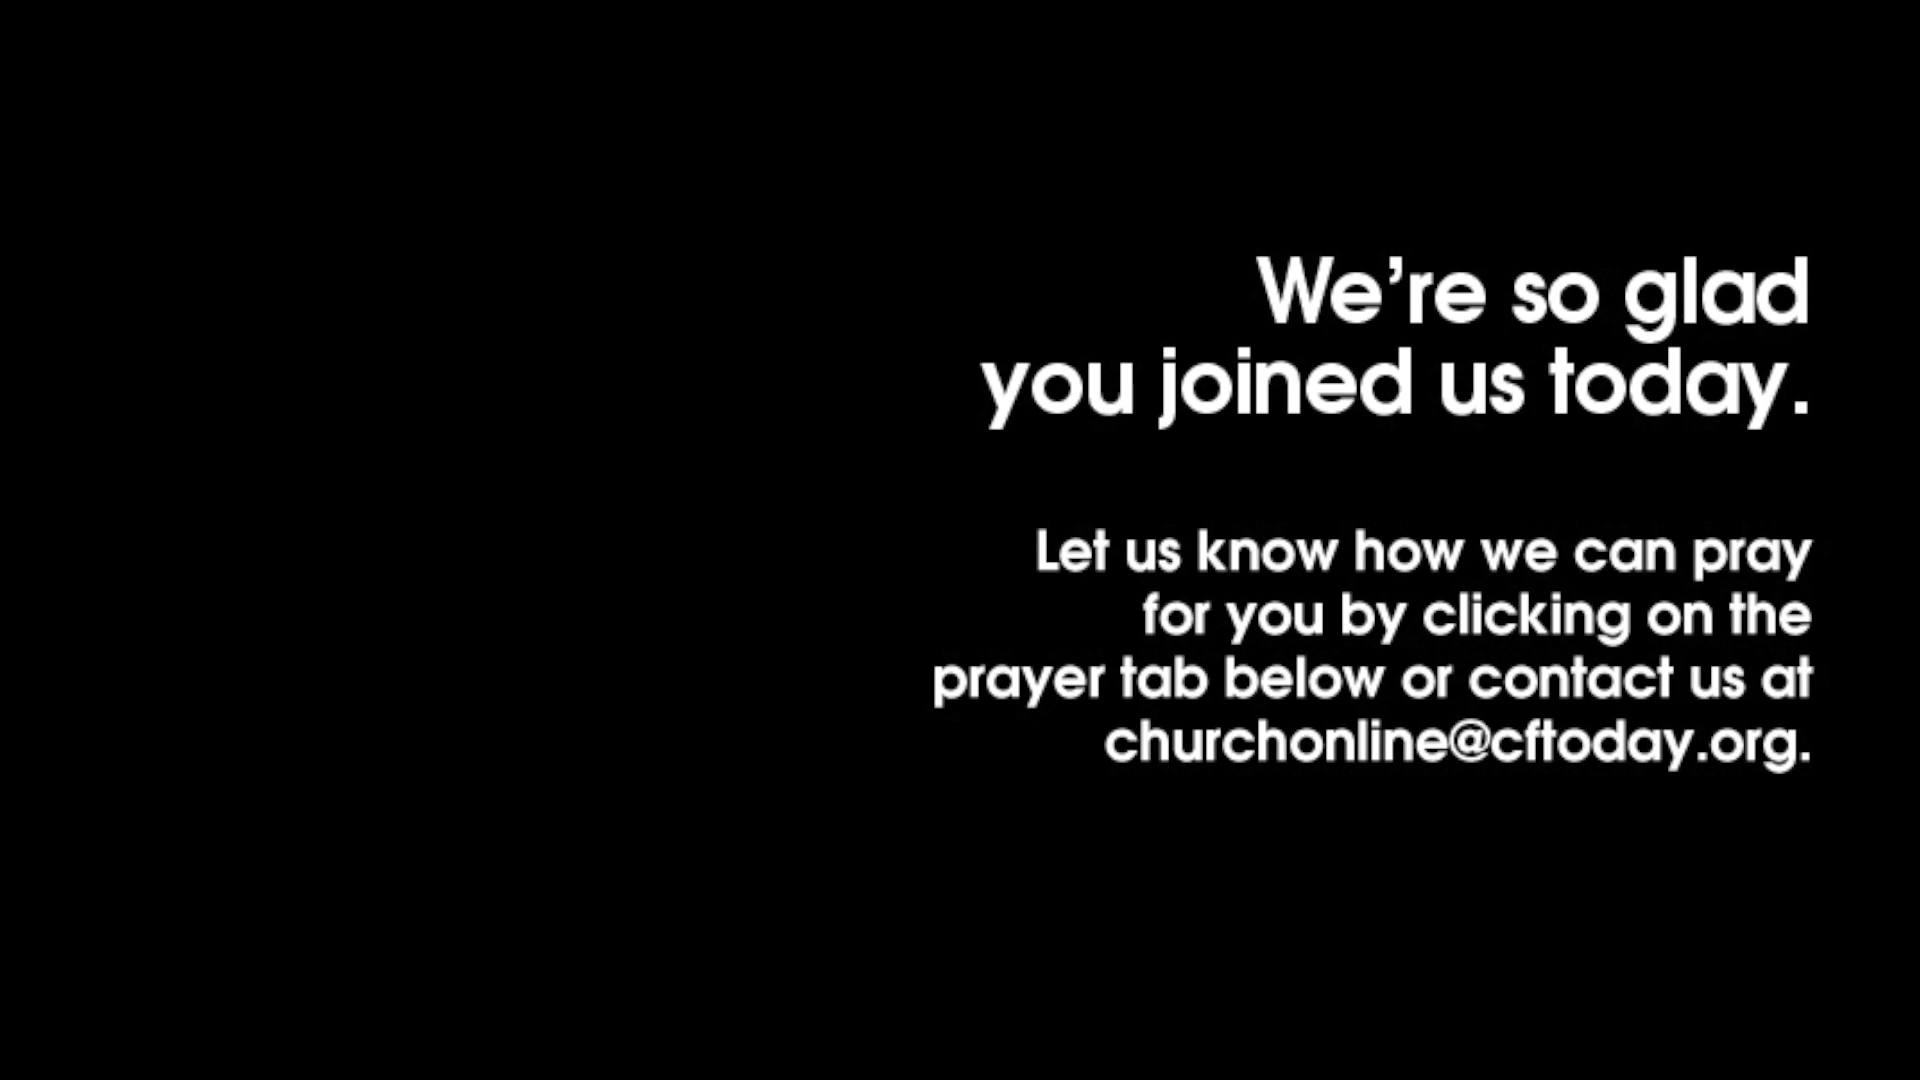 We’re so glad
you joined us today.
Let us know how we can pray
for you by clicking on the
prayer tab below or contact us at
churchonline@cftoday.org.